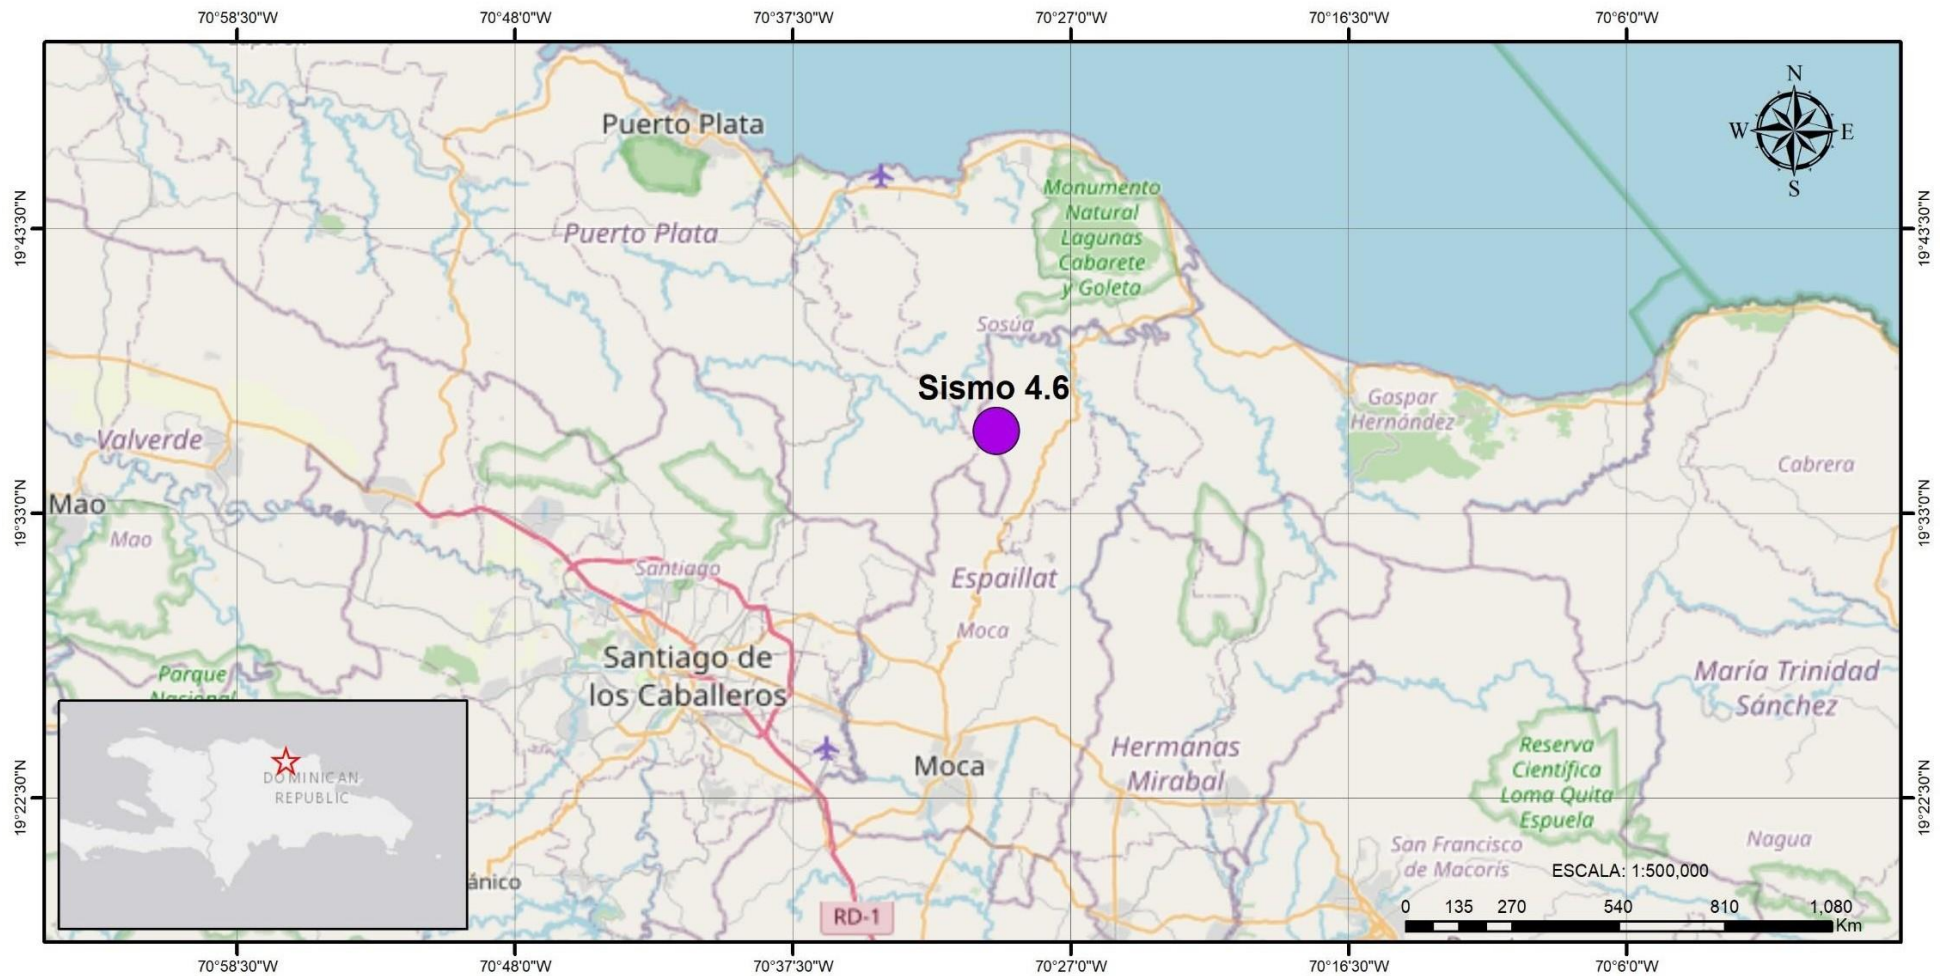 70°58'30"W
70°48'0"W
70°37'30"W
70°27'0"W
70°16'30"W
70°6'0"W
N
W
E
S
Puerto Plata
Monumento
Natural
Lagunas
Cabarete
y Goleta
19°43'30"N
19°43'30"N
Puerto Plata
Sosúa
Sismo 4.6
Gaspar
Hernández
Valverde
Cabrera
Mao
19°33'0"N
19°33'0"N
Mao
Santiago
Espaillat
Moca
Santiago de
los Caballeros
María Trinidad
Sánchez
Parque
Nacional
Hermanas
Mirabal
Moca
Reserva
Científica
Loma Quita
Espuela
DOMINICAN
REPUBLIC
19°22'30"N
19°22'30"N
San Francisco
de Macorís
Nagua
ESCALA: 1:500,000
ánico
RD-1
0 135 270 540 810 1,080
Km
70°58'30"W
70°48'0"W
70°37'30"W
70°27'0"W
70°16'30"W
70°6'0"W